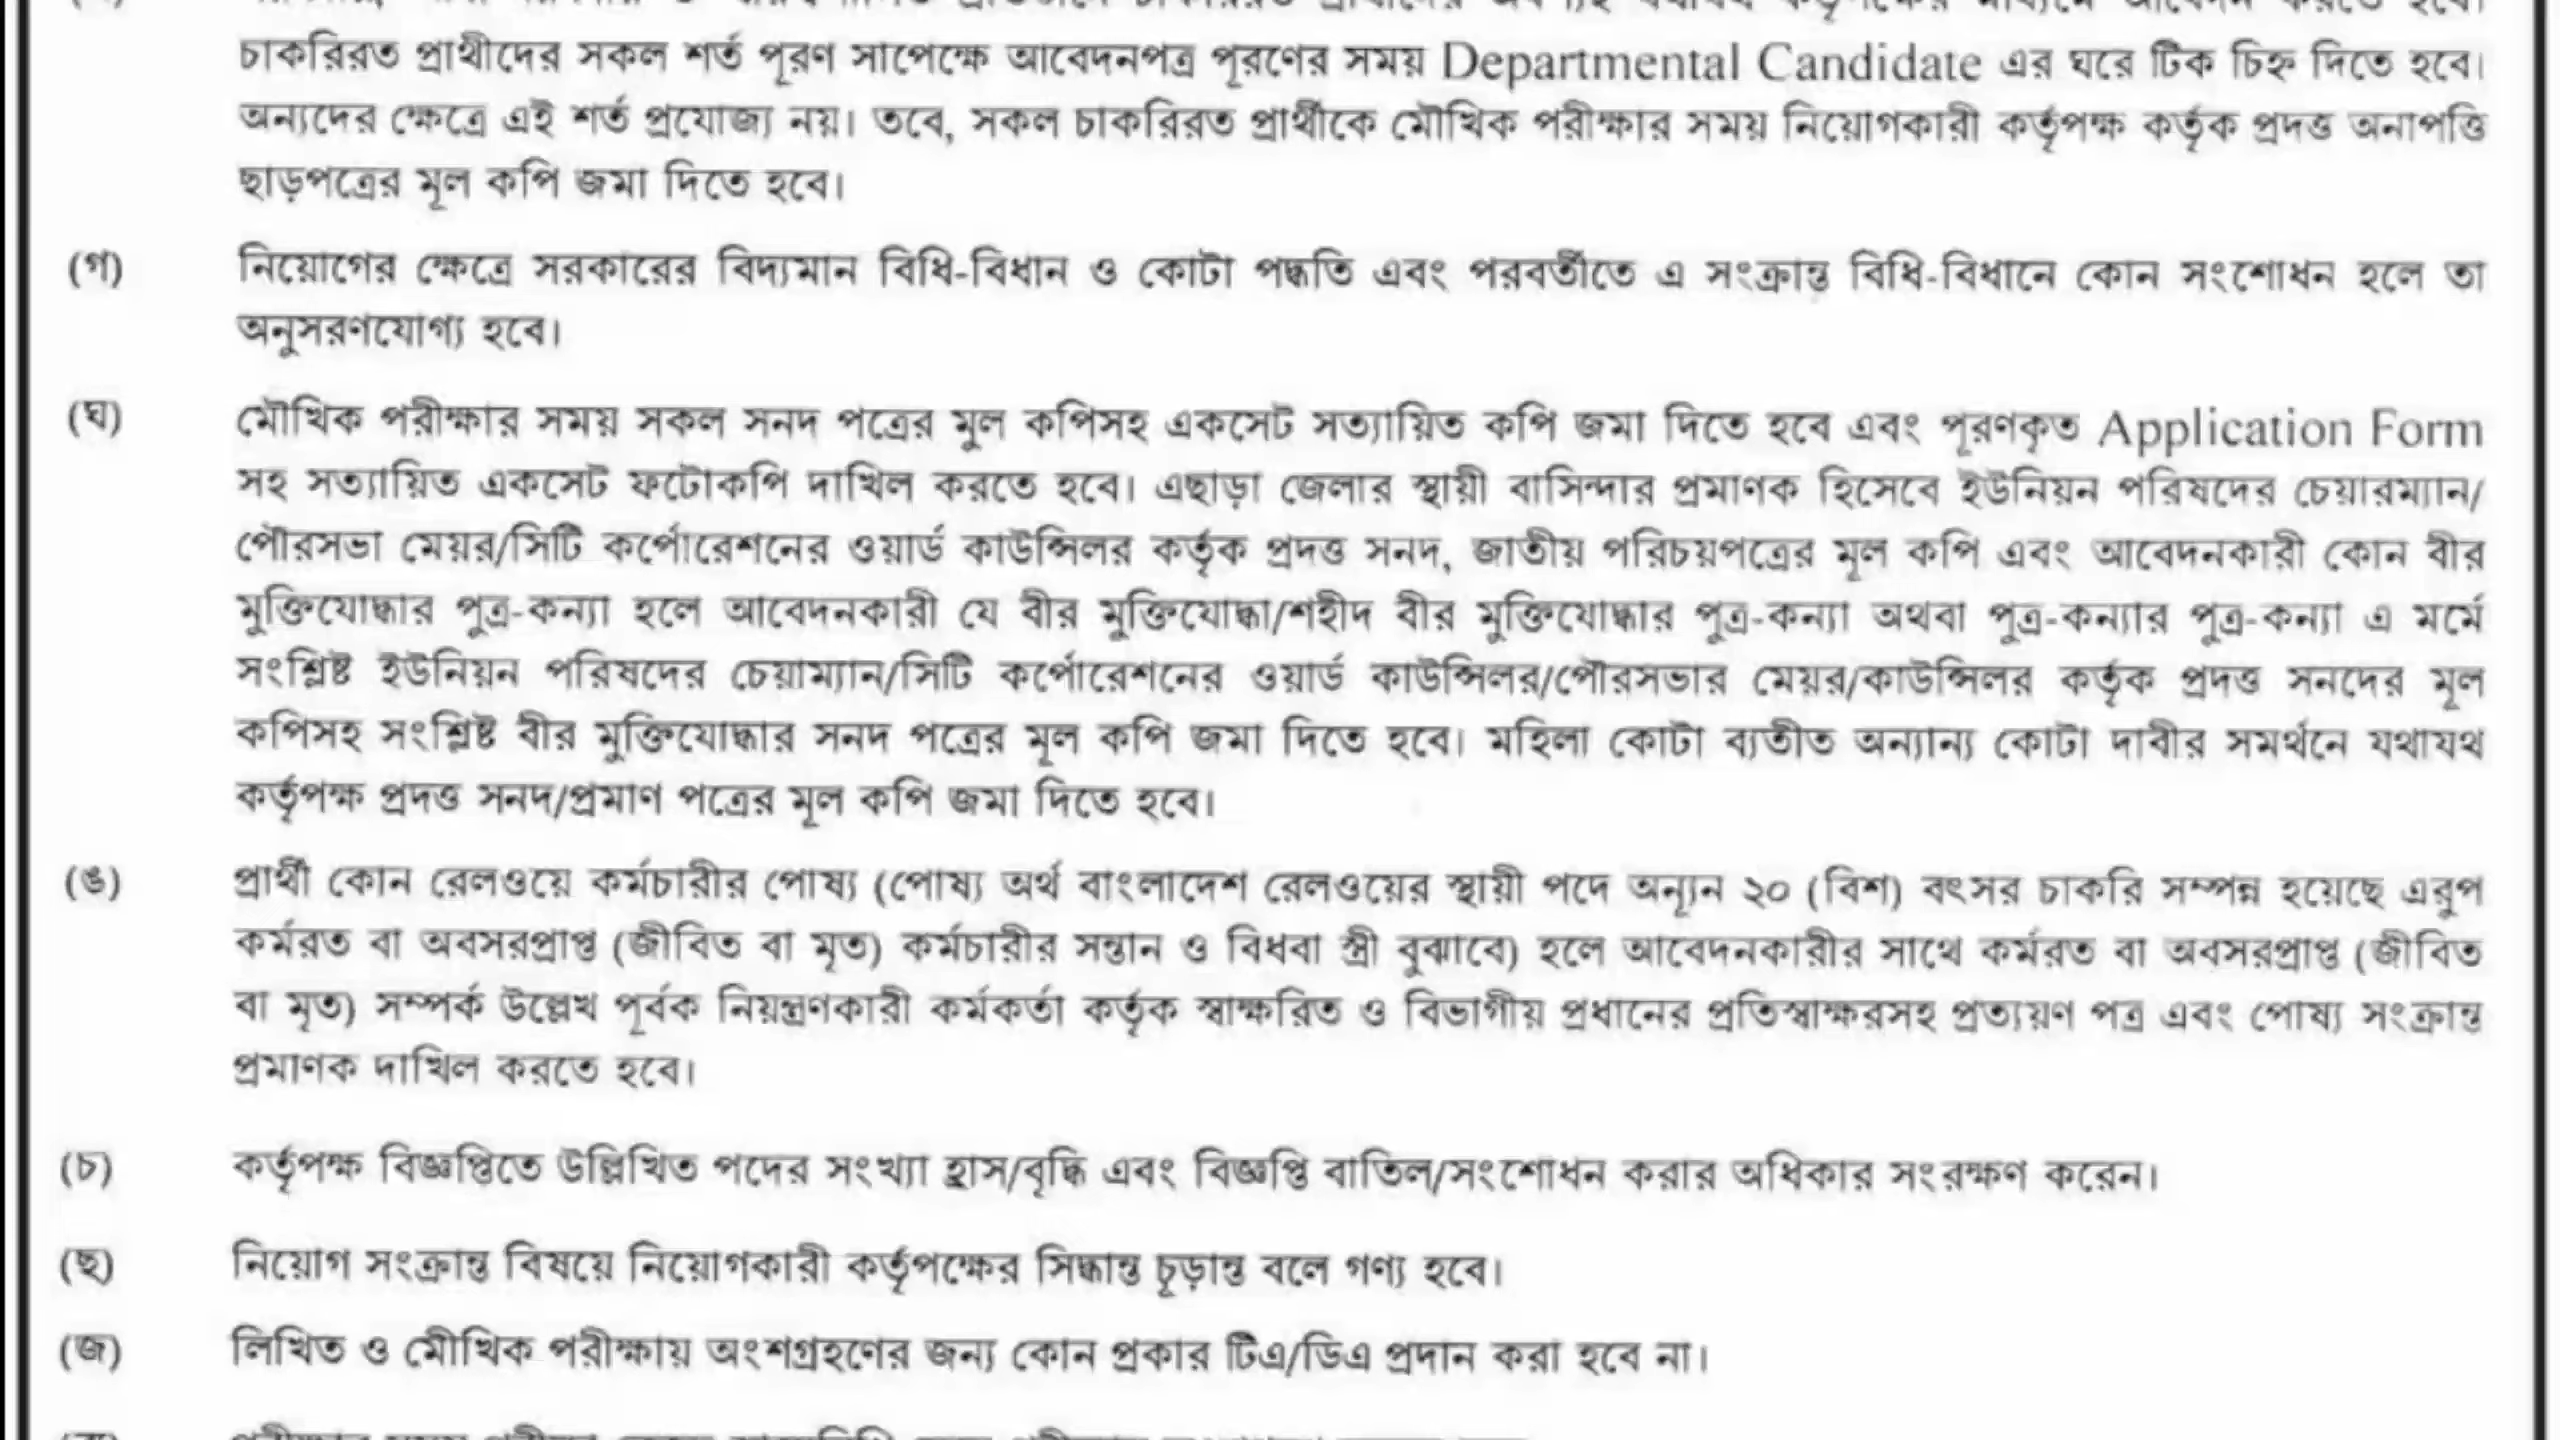 চাকরিরত প্রার্থীদের সকল শর্ত পূরণ সাপেক্ষে আবেদনপত্র পূরণের সময় Departmental Candidate এর ঘরে টিক চিহ্ন দিতে হবে।
অন্যদের ক্ষেত্রে এই শর্ত প্রযোজ্য নয়। তবে, সকল চাকরিরত প্রার্থীকে মৌখিক পরীক্ষার সময় নিয়োগকারী কর্তৃপক্ষ কর্তৃক প্রদত্ত অনাপত্তি
ছাড়পত্রের মূল কপি জমা দিতে হবে।
(গ) নিয়োগের ক্ষেত্রে সরকারের বিদ্যমান বিধি-বিধান ও কোটা পদ্ধতি এবং পরবর্তীতে এ সংক্রান্ত বিধি-বিধানে কোন সংশোধন হলে তা
অনুসরণযোগ্য হবে।
(ঘ) মৌখিক পরীক্ষার সময় সকল সনদ পত্রের মুল কপিসহ একসেট সত্যায়িত কপি জমা দিতে হবে এবং পূরণকৃত Application Form
সহ সত্যায়িত একসেট ফটোকপি দাখিল করতে হবে। এছাড়া জেলার স্থায়ী বাসিন্দার প্রমাণক হিসেবে ইউনিয়ন পরিষদের চেয়ারম্যান/
পৌরসভা মেয়র/সিটি কর্পোরেশনের ওয়ার্ড কাউন্সিলর কর্তৃক প্রদত্ত সনদ, জাতীয় পরিচয়পত্রের মূল কপি এবং আবেদনকারী কোন বীর
মুক্তিযোদ্ধার পুত্র-কন্যা হলে আবেদনকারী যে বীর মুক্তিযোদ্ধা/শহীদ বীর মুক্তিযোদ্ধার পুত্র-কন্যা অথবা পুত্র-কন্যার পুত্র-কন্যা এ মর্মে
সংশ্লিষ্ট ইউনিয়ন পরিষদের চেয়াম্যান/সিটি কর্পোরেশনের ওয়ার্ড কাউন্সিলর/পৌরসভার মেয়র/কাউন্সিলর কর্তৃক প্রদত্ত সনদের মূল
কপিসহ সংশ্লিষ্ট বীর মুক্তিযোদ্ধার সনদ পত্রের মূল কপি জমা দিতে হবে। মহিলা কোটা ব্যতীত অন্যান্য কোটা দাবীর সমর্থনে যথাযথ
কর্তৃপক্ষ প্রদত্ত সনদ/প্রমাণ পত্রের মূল কপি জমা দিতে হবে।
(ঙ) প্রার্থী কোন রেলওয়ে কর্মচারীর পোষ্য (পোষ্য অর্থ বাংলাদেশ রেলওয়ের স্থায়ী পদে অন্যূন ২০ (বিশ) বৎসর চাকরি সম্পন্ন হয়েছে এরুপ
কর্মরত বা অবসরপ্রাপ্ত (জীবিত বা মৃত) কর্মচারীর সন্তান ও বিধবা স্ত্রী বুঝাবে) হলে আবেদনকারীর সাথে কর্মরত বা অবসরপ্রাপ্ত (জীবিত
বা মৃত) সম্পর্ক উল্লেখ পূর্বক নিয়ন্ত্রণকারী কর্মকর্তা কর্তৃক স্বাক্ষরিত ও বিভাগীয় প্রধানের প্রতিস্বাক্ষরসহ প্রত্যয়ণ পত্র এবং পোষ্য সংক্রান্ত
প্রমাণক দাখিল করতে হবে।
(চ) কর্তৃপক্ষ বিজ্ঞপ্তিতে উল্লিখিত পদের সংখ্যা হ্রাস/বৃদ্ধি এবং বিজ্ঞপ্তি বাতিল/সংশোধন করার অধিকার সংরক্ষণ করেন।
(ছ) নিয়োগ সংক্রান্ত বিষয়ে নিয়োগকারী কর্তৃপক্ষের সিদ্ধান্ত চূড়ান্ত বলে গণ্য হবে।
(জ) লিখিত ও মৌখিক পরীক্ষায় অংশগ্রহণের জন্য কোন প্রকার টিএ/ডিএ প্রদান করা হবে না।